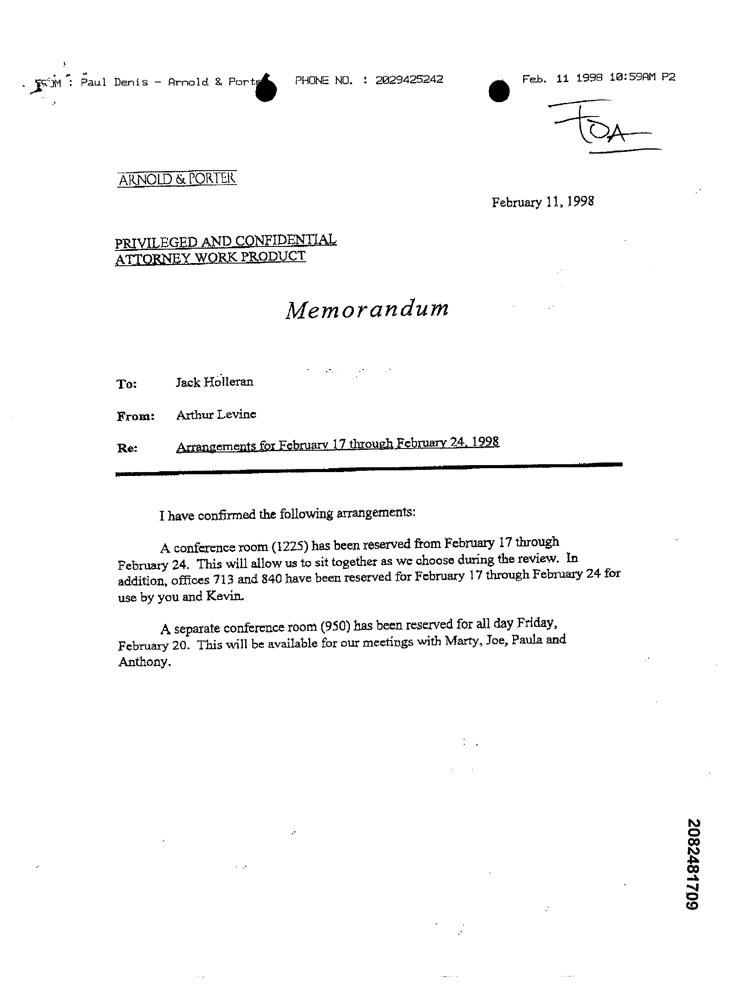 FROM : Paul Denis - Arnold & Porter PHONE NO. : 2029425242 Feb. 11 1998 10:59AM P2
FDA
ARNOLD & PORTER
February 11, 1998
PRIVILEGED AND CONFIDENTIAL
ATTORNEY WORK PRODUCT
Memorandum
To: Jack Holleran
From: Arthur Levine
Re: Arrangements for February 17 through February 24, 1998
I have confirmed the following arrangements:
A conference room (1225) has been reserved from February 17 through
February 24. This will allow us to sit together as we choose during the review. In
addition, offices 713 and 840 have been reserved for February 17 through February 24 for
use by you and Kevin.
A separate conference room (950) has been reserved for all day Friday,
February 20. This will be available for our meetings with Marty, Joe, Paula and
Anthony.
2082481709